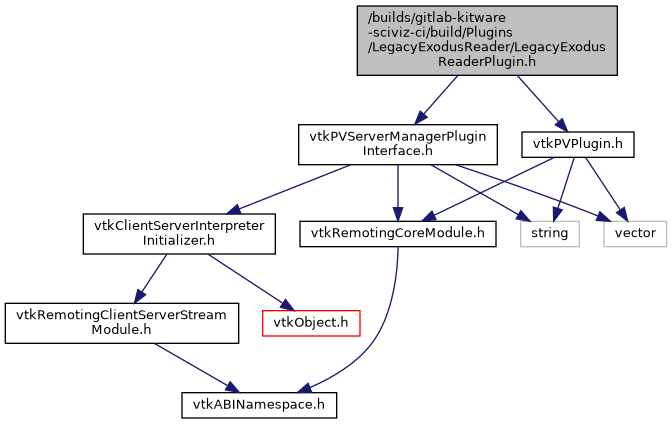 /builds/gitlab-kitware
-sciviz-ci/build/Plugins
/LegacyExodusReader/LegacyExodus
ReaderPlugin.h
vtkPVServerManagerPlugin
Interface.h
vtkPVPlugin.h
vtkClientServerInterpreter
Initializer.h
vtkRemotingCoreModule.h
string
vector
vtkRemotingClientServerStream
Module.h
vtkObject.h
vtkABINamespace.h